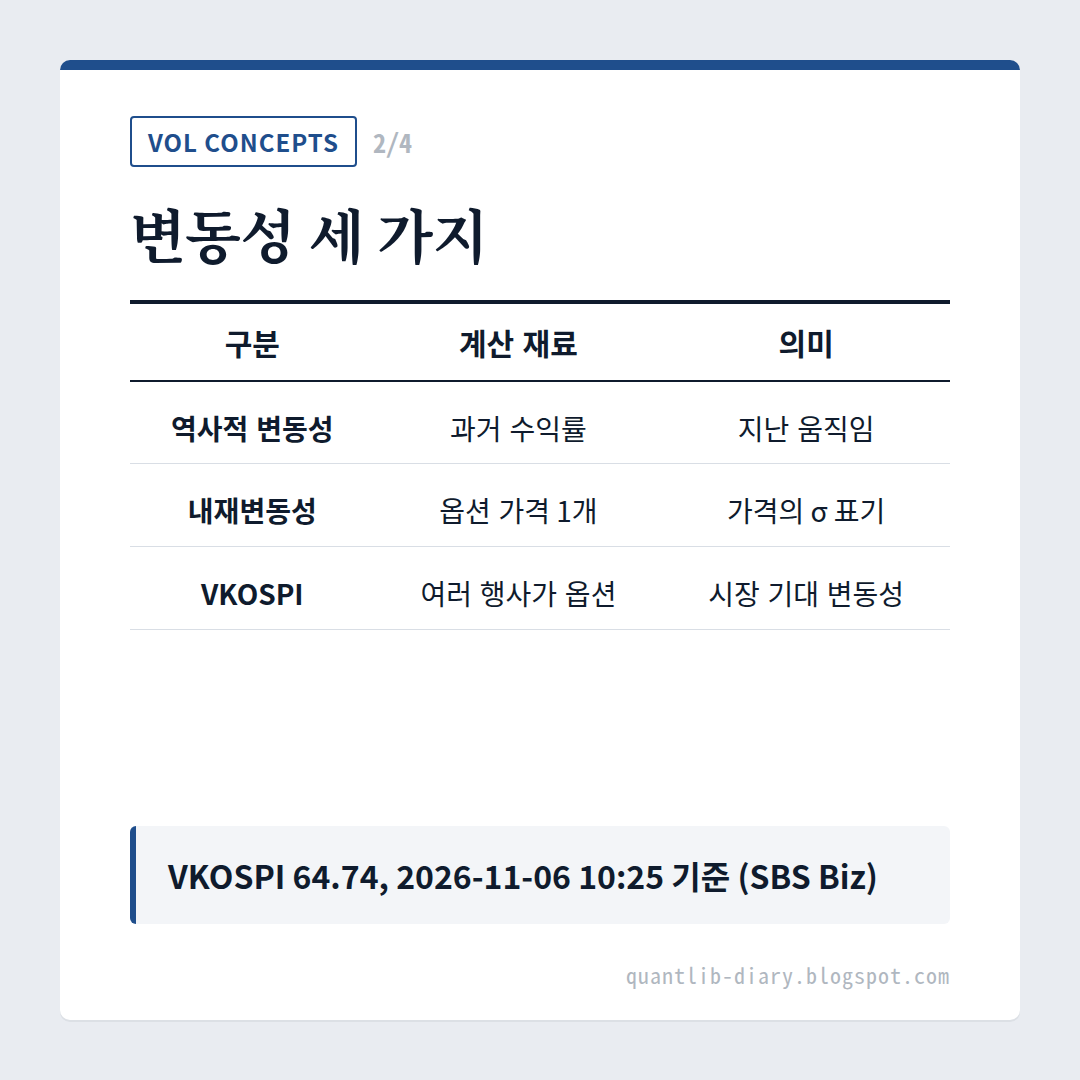 VOL CONCEPTS 2/4
변동성 세 가지
구분 계산 재료 의미
역사적 변동성 과거 수익률 지난 움직임
내재변동성 옵션 가격 1개 가격의 σ 표기
VKOSPI 여러 행사가 옵션 시장 기대 변동성
VKOSPI 64.74, 2026-11-06 10:25 기준 (SBS Biz)
quantlib-diary.blogspot.com